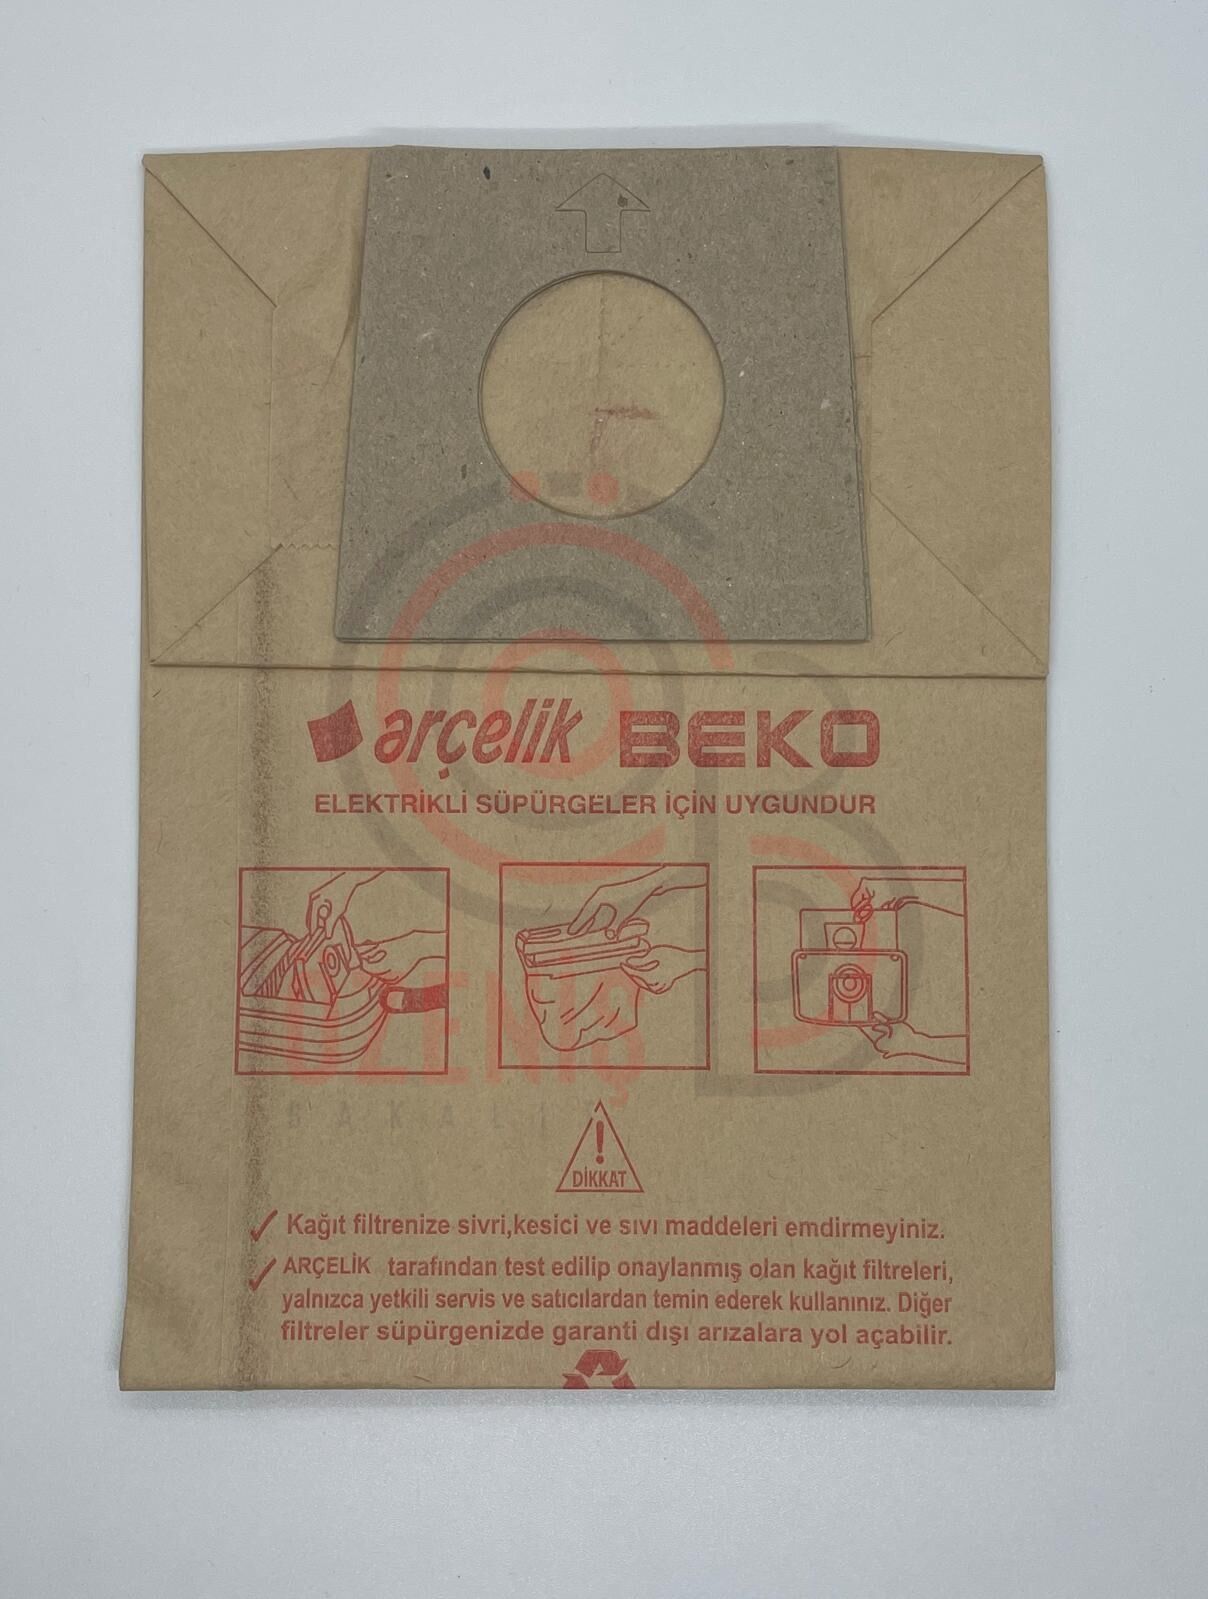 arçelik BEKO
ELEKTRİKLİ SÜPÜRGELER İÇİN UYGUNDUR
ÖZENİŞ
BAKALIT
DİKKAT
Kağıt filtrenize sivri,kesici ve sıvı maddeleri emdirmeyiniz.
ARÇELİK tarafından test edilip onaylanmış olan kağıt filtreleri,
yalnızca yetkili servis ve satıcılardan temin ederek kullanınız. Diğer
filtreler süpürgenizde garanti dışı arızalara yol açabilir.